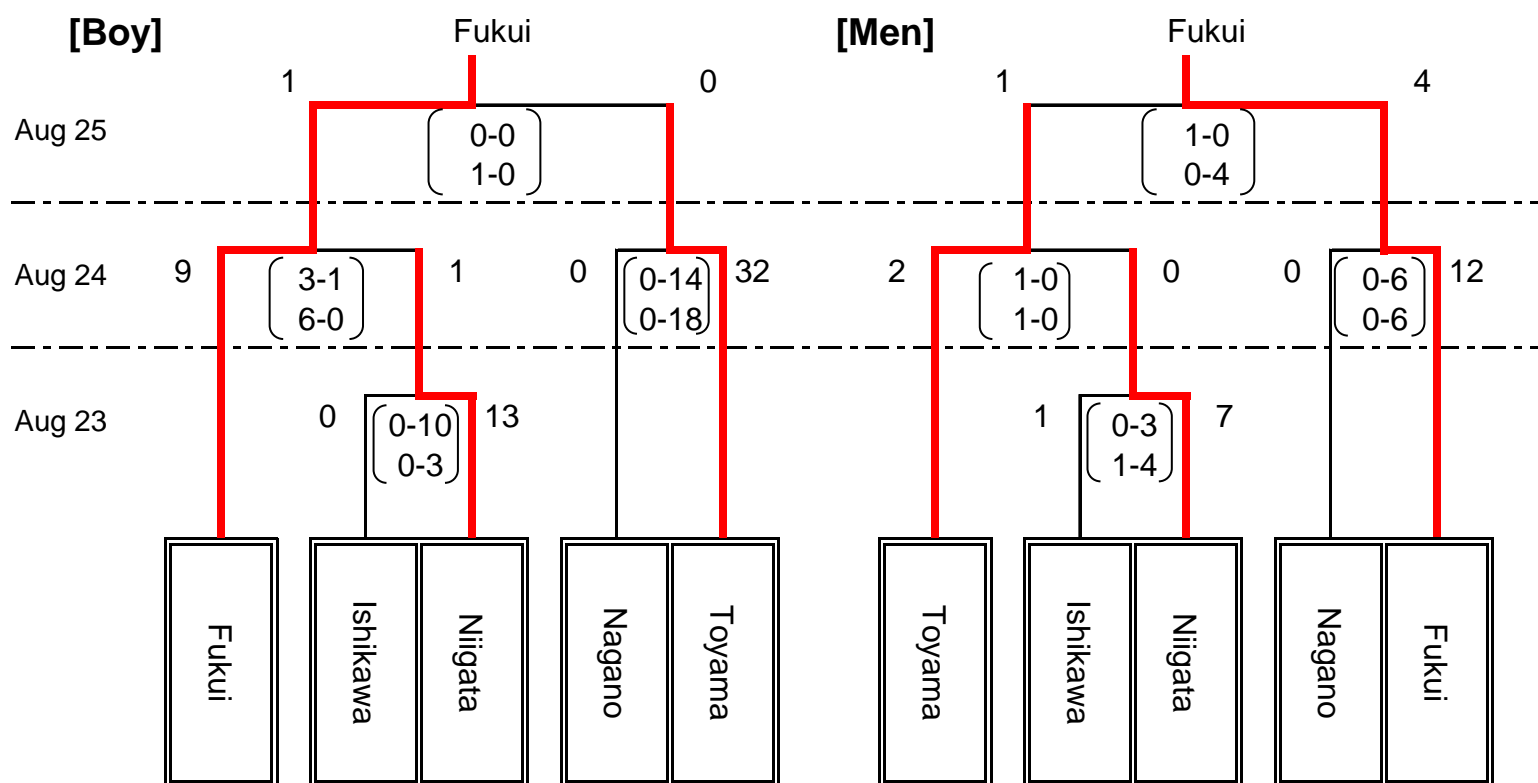 [Boy] Fukui [Men] Fukui
1 0 1 4
Aug 25 0-0 1-0
1-0 0-4
Aug 24 9 3-1 1 0 0-14 32 2 1-0 0 0 0-6 12
6-0 0-18 1-0 0-6
Aug 23 0 0-10 13 1 0-3 7
0-3 1-4
Fukui Ishikawa Niigata Nagano Toyama Toyama Ishikawa Niigata Nagano Fukui